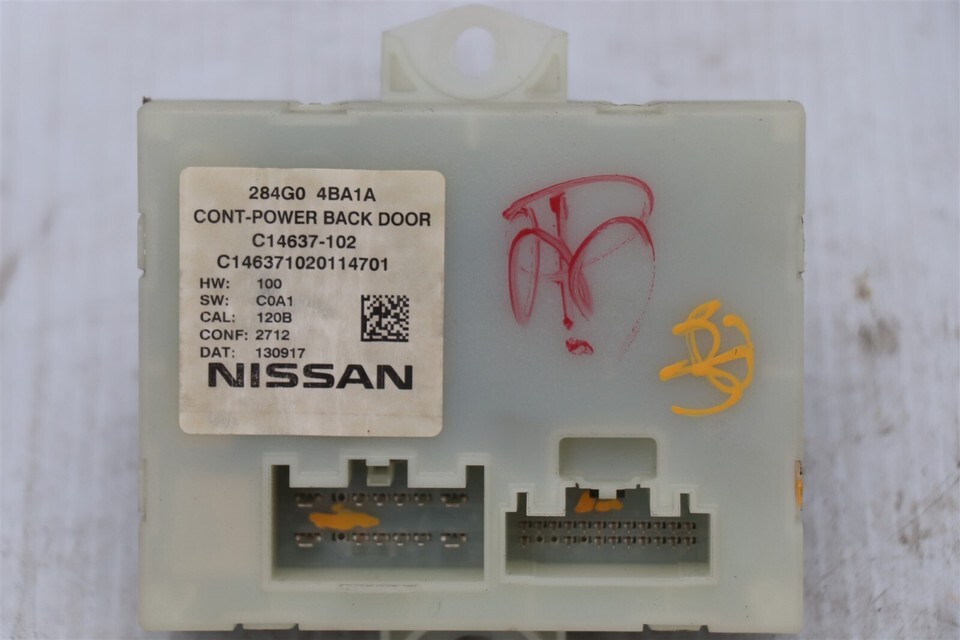 284G0 4BA1A
CONT-POWER BACK DOOR
C14637-102
C146371020114701
HW: 100
SW: C0A1
CAL: 120B
CONF: 2712
DAT: 130917
NISSAN